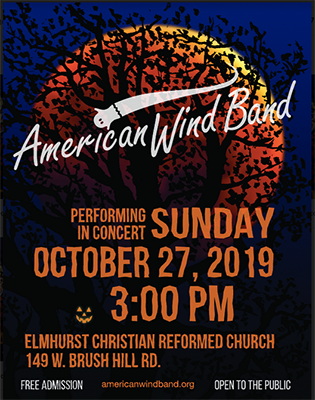 American Wind Band
PERFORMING
IN CONCERT SUNDAY
OCTOBER 27, 2019
3:00 PM
ELMHURST CHRISTIAN REFORMED CHURCH
149 W. BRUSH HILL RD.
FREE ADMISSION americanwindband.org OPEN TO THE PUBLIC